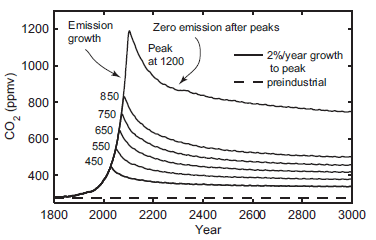 Emission
growth
Zero emission after peaks
Peak
at 1200
2%/year growth
to peak
preindustrial
850
750
650
550
450
1200
1000
800
600
400
CO2 (ppmv)
1800 2000 2200 2400 2600 2800 3000
Year